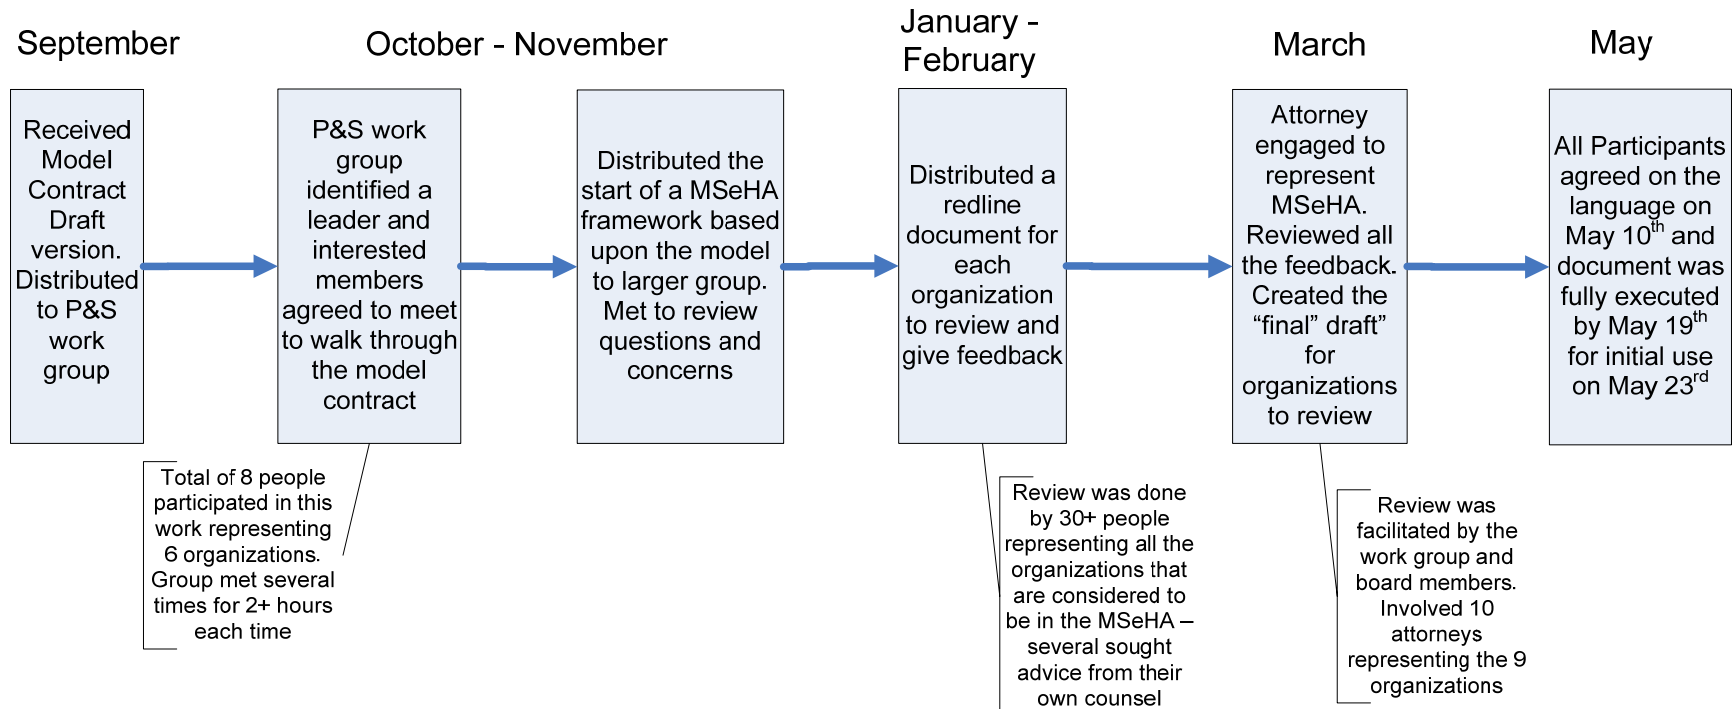 September
October - November
January -
February
March
May
Received
Model
Contract
Draft
version.
Distributed
to P&S
work
group
P&S work
group
identified a
leader and
interested
members
agreed to meet
to walk through
the model
contract
Distributed the
start of a MSeHA
framework based
upon the model
to larger group.
Met to review
questions and
concerns
Distributed a
redline
document for
each
organization
to review and
give feedback
Attorney
engaged to
represent
MSeHA.
Reviewed all
the feedback.
Created the
“final” draft”
for
organizations
to review
All Participants
agreed on the
language on
May 10th and
document was
fully executed
by May 19th
for initial use
on May 23rd
Total of 8 people
participated in this
work representing
6 organizations.
Group met several
times for 2+ hours
each time
Review was done
by 30+ people
representing all the
organizations that
are considered to
be in the MSeHA –
several sought
advice from their
own counsel
Review was
facilitated by the
work group and
board members.
Involved 10
attorneys
representing the 9
organizations